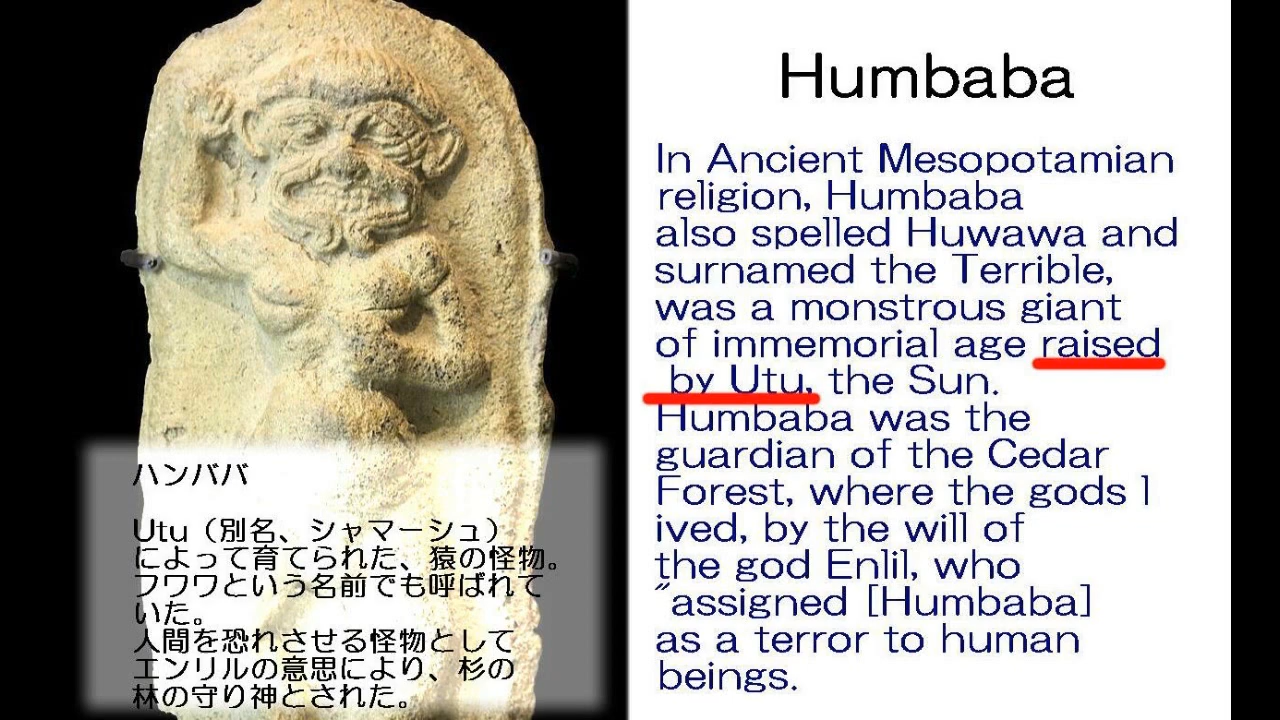 Humbaba
In Ancient Mesopotamian
religion, Humbaba
also spelled Huwawa and
surnamed the Terrible,
was a monstrous giant
of immemorial age raised
by Utu, the Sun.
Humbaba was the
guardian of the Cedar
Forest, where the gods l
ived, by the will of
the god Enlil, who
"assigned [Humbaba]
as a terror to human
beings.
ハンババ
Utu（別名、シャマーシュ）
によって育てられた、猿の怪物。
フワワという名前でも呼ばれて
いた。
人間を恐れさせる怪物として
エンリルの意思により、杉の
林の守り神とされた。